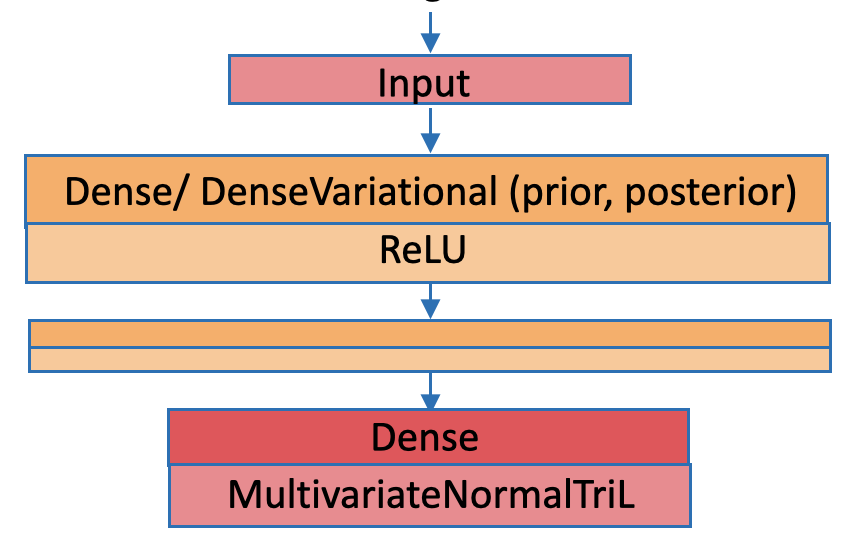 Input
Dense/ DenseVariational (prior, posterior)
ReLU
Dense
MultivariateNormalTriL